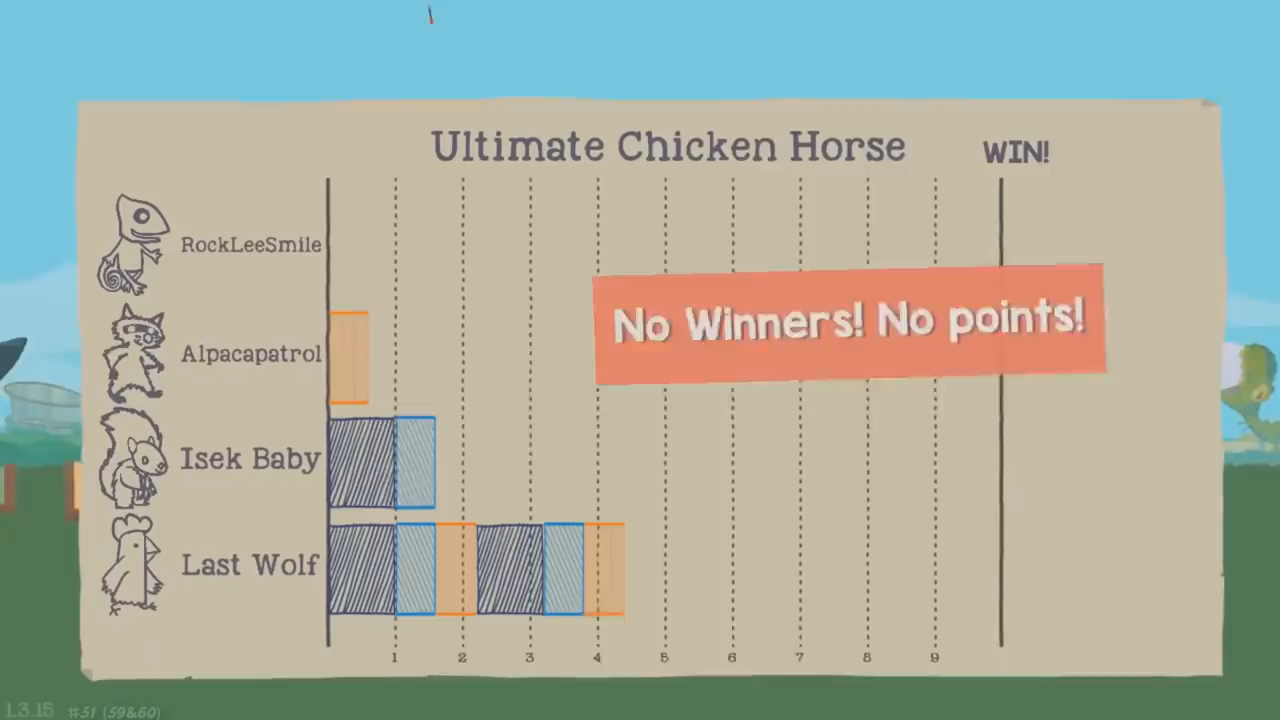 Ultimate Chicken Horse
WIN!
RockLeeSmile
No Winners! No points!
Alpacapatrol
Isek Baby
Last Wolf
1 2 3 4 5 6 7 8 9
1.3.15 #51 (59&60)